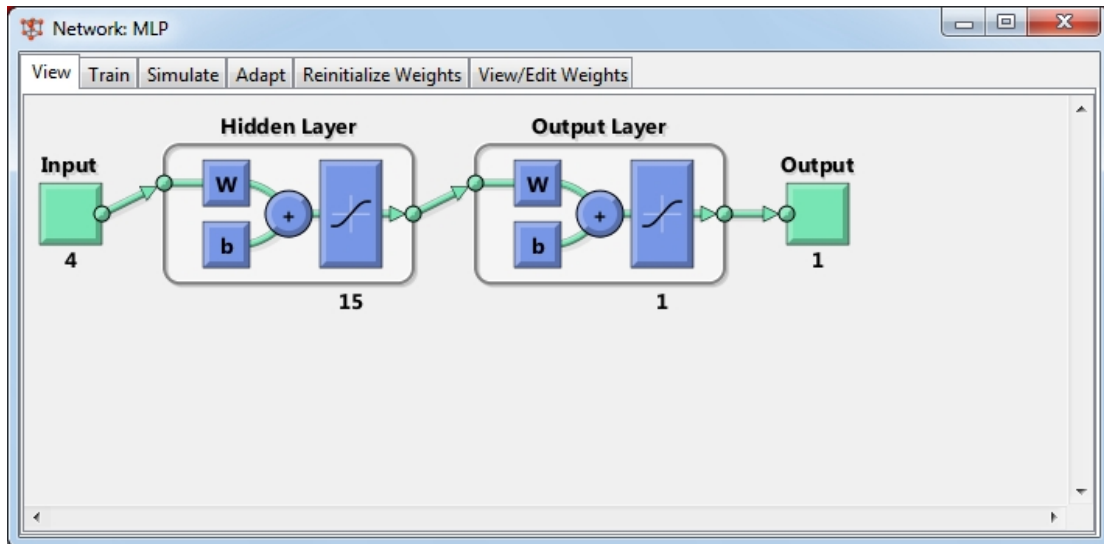 Network: MLP
View Train Simulate Adapt Reinitialize Weights View/Edit Weights
Hidden Layer Output Layer
Input Output
W W
+ +
b b
4 1
15 1